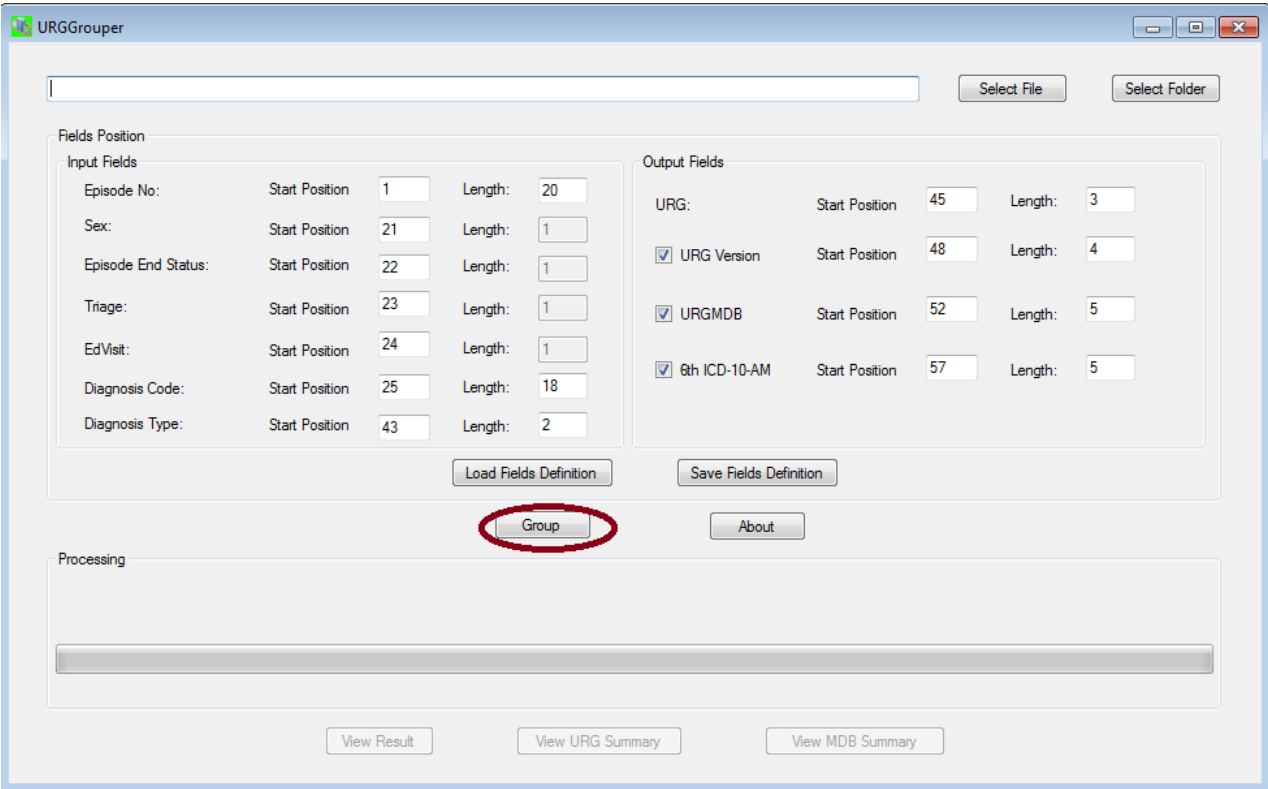 URGGrouper
Select File Select Folder
Fields Position
Input Fields
Episode No: Start Position 1 Length: 20
Sex: Start Position 21 Length: 1
Episode End Status: Start Position 22 Length: 1
Triage: Start Position 23 Length: 1
EdVisit: Start Position 24 Length: 1
Diagnosis Code: Start Position 25 Length: 18
Diagnosis Type: Start Position 43 Length: 2
Output Fields
URG: Start Position 45 Length: 3
URG Version Start Position 48 Length: 4
URGMDB Start Position 52 Length: 5
6th ICD-10-AM Start Position 57 Length: 5
Load Fields Definition Save Fields Definition
Group About
Processing
View Result View URG Summary View MDB Summary